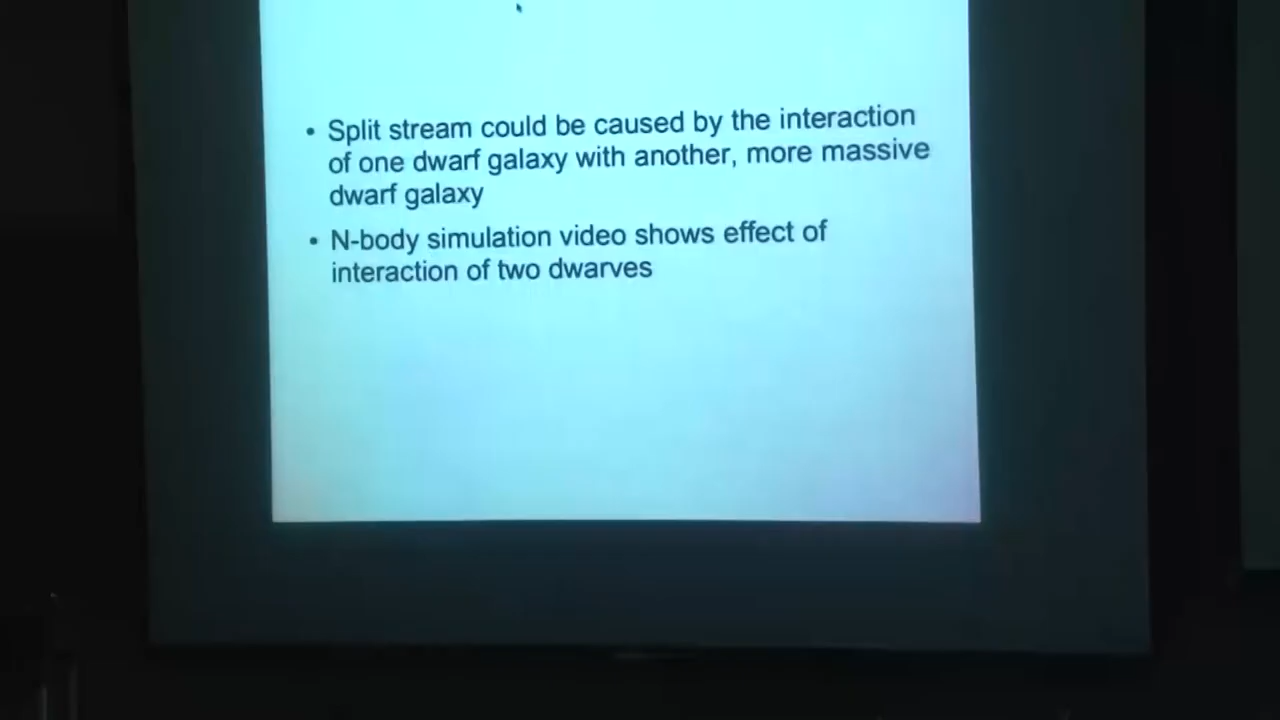 • Split stream could be caused by the interaction
of one dwarf galaxy with another, more massive
dwarf galaxy
• N-body simulation video shows effect of
interaction of two dwarves